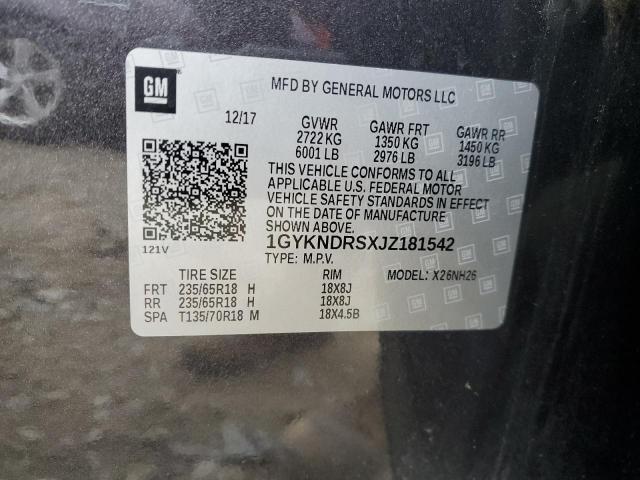 GM
MFD BY GENERAL MOTORS LLC
12/17 GVWR GAWR FRT GAWR RR
2722 KG 1350 KG 1450 KG
6001 LB 2976 LB 3196 LB
THIS VEHICLE CONFORMS TO ALL
APPLICABLE U.S. FEDERAL MOTOR
VEHICLE SAFETY STANDARDS IN EFFECT
ON THE DATE OF MANUFACTURE
SHOWN ABOVE.
1GYKNDRSXJZ181542
121V
TYPE: M.P.V. MODEL: X26NH26
TIRE SIZE RIM
FRT 235/65R18 H 18X8J
RR 235/65R18 H 18X8J
SPA T135/70R18 M 18X4.5B